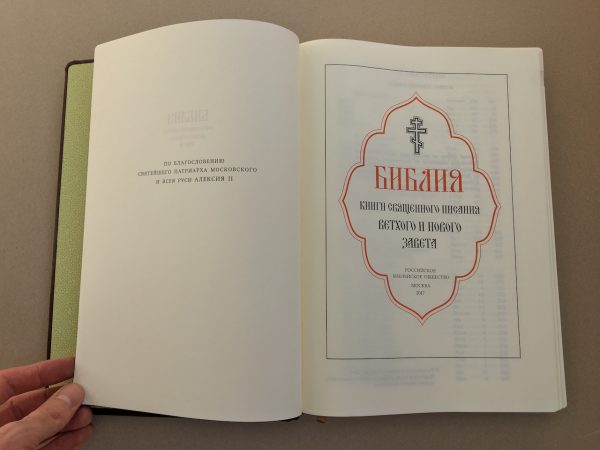 ПО БЛАГОСЛОВЕНИЮ
СВЯТЕЙШЕГО ПАТРИАРХА МОСКОВСКОГО
И ВСЕЯ РУСИ АЛЕКСИЯ II
БИБЛИЯ
КНИГИ СВЯЩЕННОГО ПИСАНИЯ
ВЕТХОГО И НОВОГО
ЗАВЕТА
РОССИЙСКОЕ
БИБЛЕЙСКОЕ ОБЩЕСТВО
МОСКВА
2017